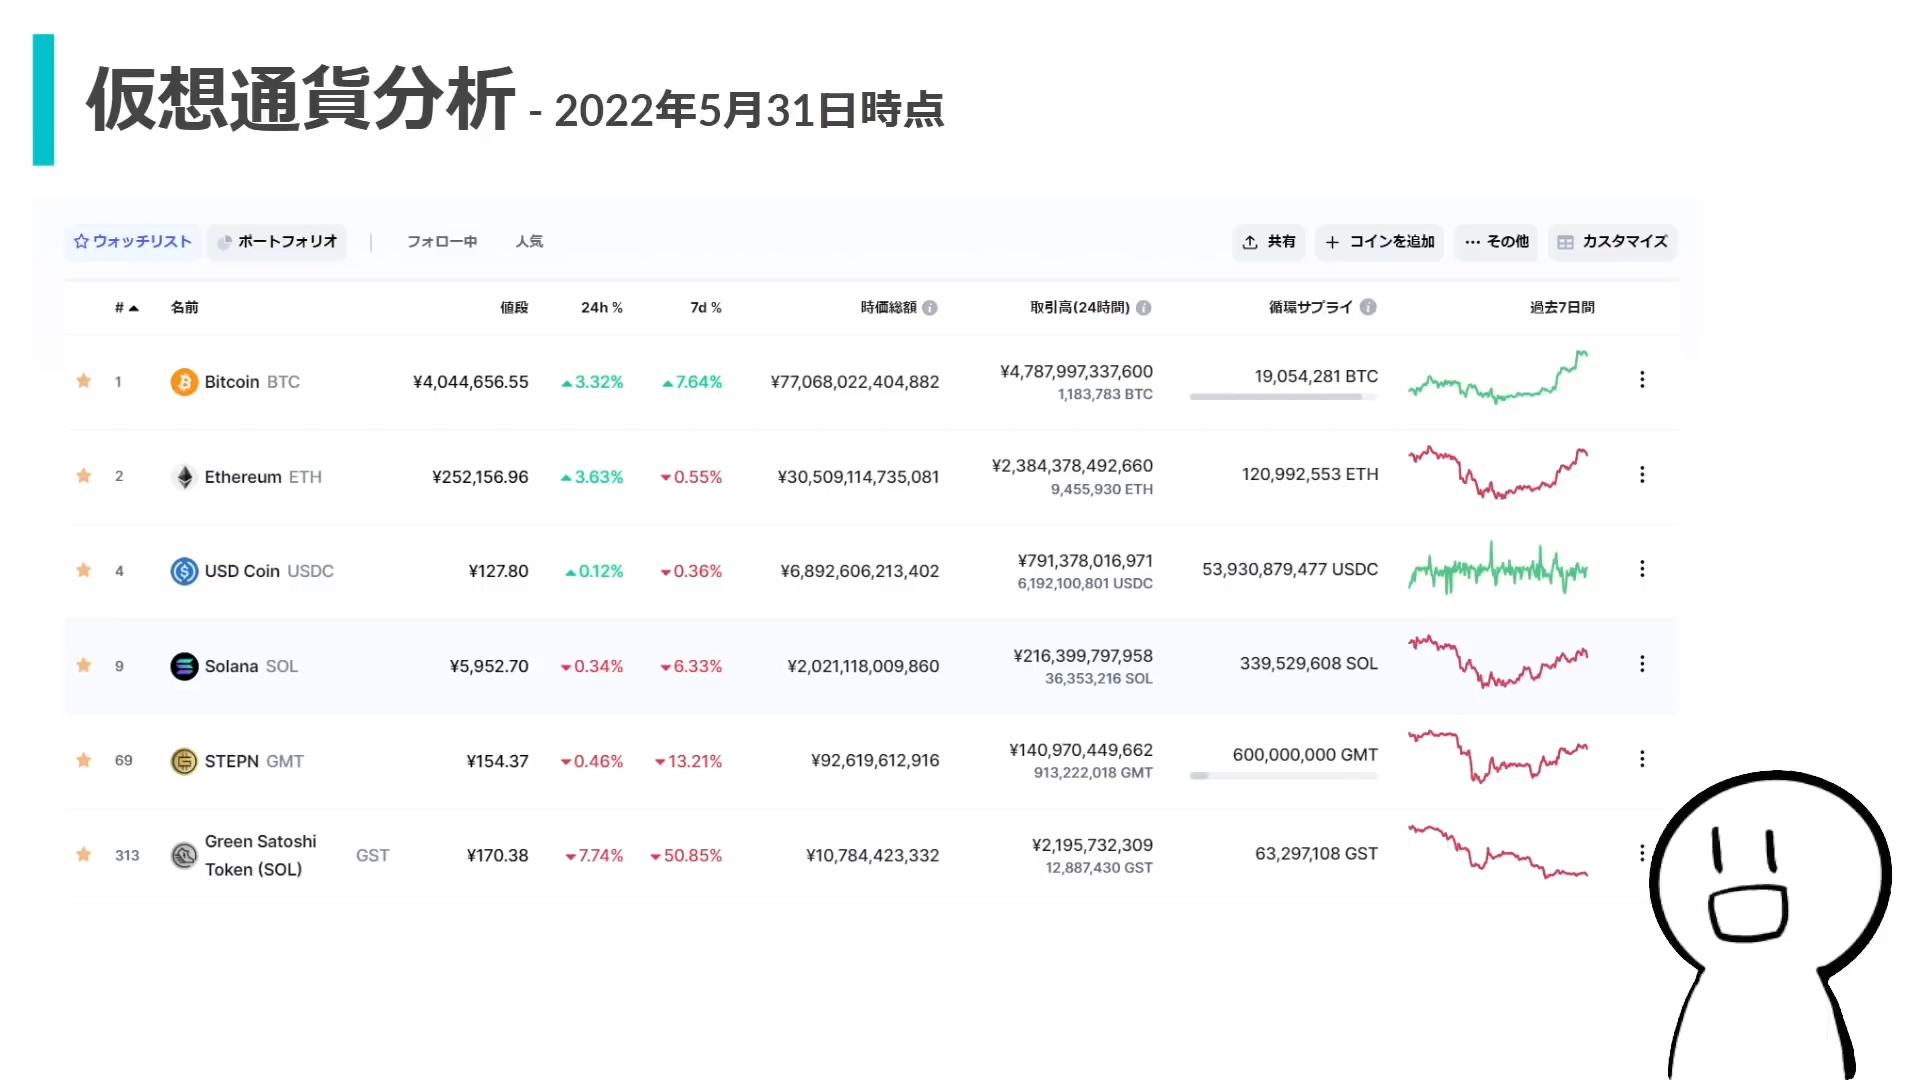 仮想通貨分析 - 2022年5月31日時点
ウォッチリスト ポートフォリオ | フォロー中 人気 共有 + コインを追加 ··· その他 カスタマイズ
# 名前 値段 24h % 7d % 時価総額 取引高(24時間) 循環サプライ 過去7日間
1 Bitcoin BTC ¥4,044,656.55 3.32% 7.64% ¥77,068,022,404,882 ¥4,787,997,337,600 19,054,281 BTC
1,183,783 BTC
2 Ethereum ETH ¥252,156.96 3.63% 0.55% ¥30,509,114,735,081 ¥2,384,378,492,660 120,992,553 ETH
9,455,930 ETH
4 USD Coin USDC ¥127.80 0.12% 0.36% ¥6,892,606,213,402 ¥791,378,016,971 53,930,879,477 USDC
6,192,100,801 USDC
9 Solana SOL ¥5,952.70 0.34% 6.33% ¥2,021,118,009,860 ¥216,399,797,958 339,529,608 SOL
36,353,216 SOL
69 STEPN GMT ¥154.37 0.46% 13.21% ¥92,619,612,916 ¥140,970,449,662 600,000,000 GMT
913,222,018 GMT
313 Green Satoshi Token (SOL) GST ¥170.38 7.74% 50.85% ¥10,784,423,332 ¥2,195,732,309 63,297,108 GST
12,887,430 GST